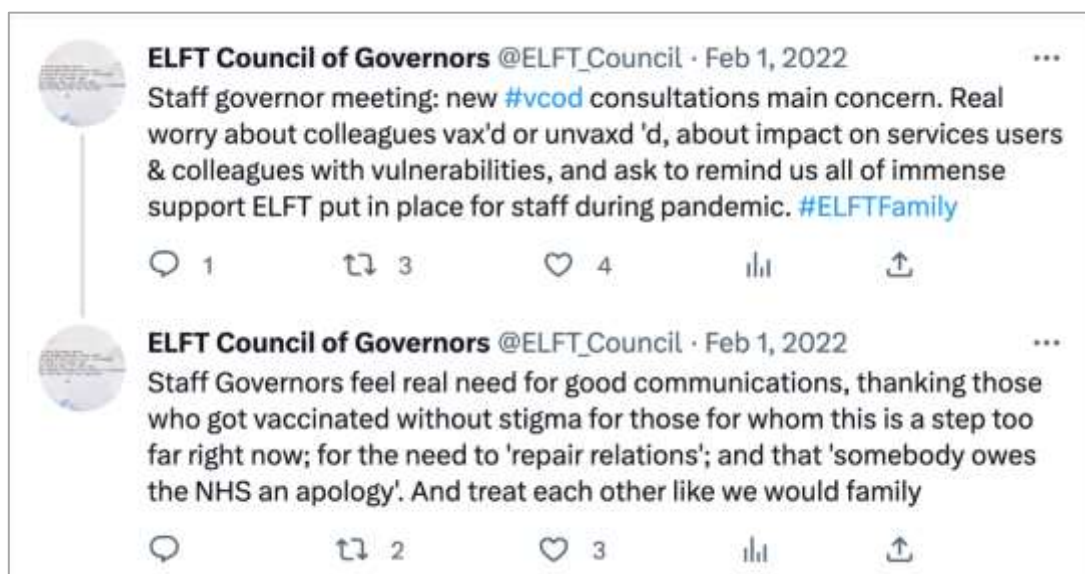 ELFT Council of Governors @ELFT_Council · Feb 1, 2022
Staff governor meeting: new #vcod consultations main concern. Real
worry about colleagues vax'd or unvaxd 'd, about impact on services users
& colleagues with vulnerabilities, and ask to remind us all of immense
support ELFT put in place for staff during pandemic. #ELFTFamily
1 3 4
ELFT Council of Governors @ELFT_Council · Feb 1, 2022
Staff Governors feel real need for good communications, thanking those
who got vaccinated without stigma for those for whom this is a step too
far right now; for the need to 'repair relations'; and that 'somebody owes
the NHS an apology'. And treat each other like we would family
2 3